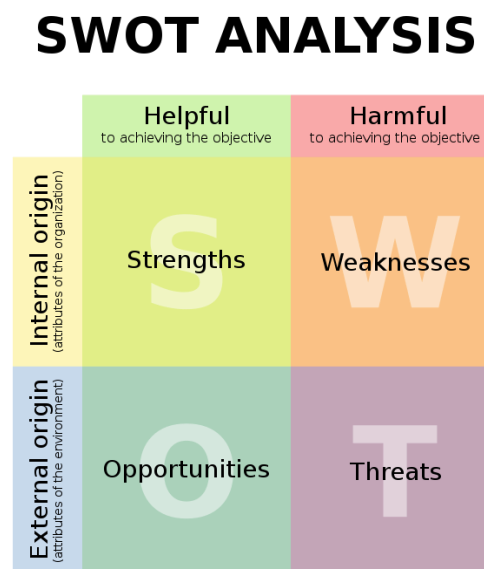 SWOT ANALYSIS
Helpful
to achieving the objective
Harmful
to achieving the objective
Internal origin
(attributes of the organization)
S
Strengths
W
Weaknesses
External origin
(attributes of the environment)
O
Opportunities
T
Threats